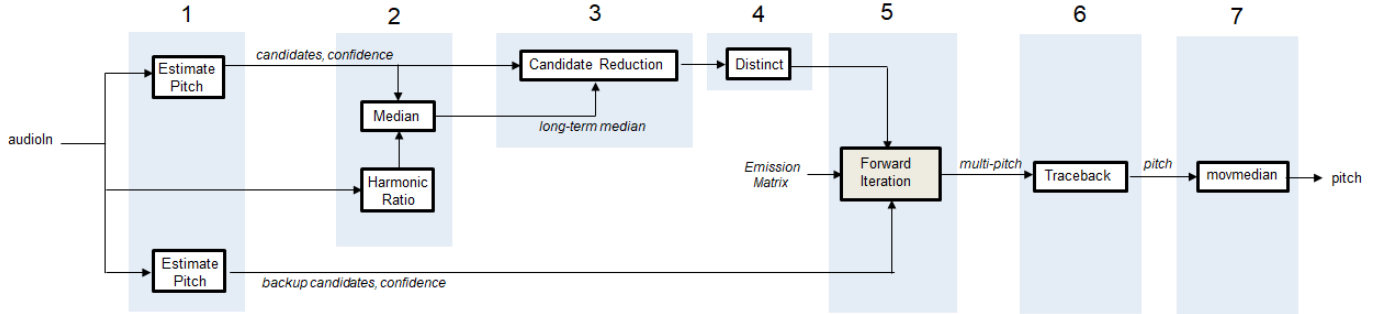 1
2
3
4
5
6
7
Estimate
Pitch
candidates, confidence
Candidate Reduction
Distinct
Median
long-term median
audioIn
Harmonic
Ratio
Emission
Matrix
Forward
Iteration
multi-pitch
Traceback
pitch
movmedian
pitch
Estimate
Pitch
backup candidates, confidence